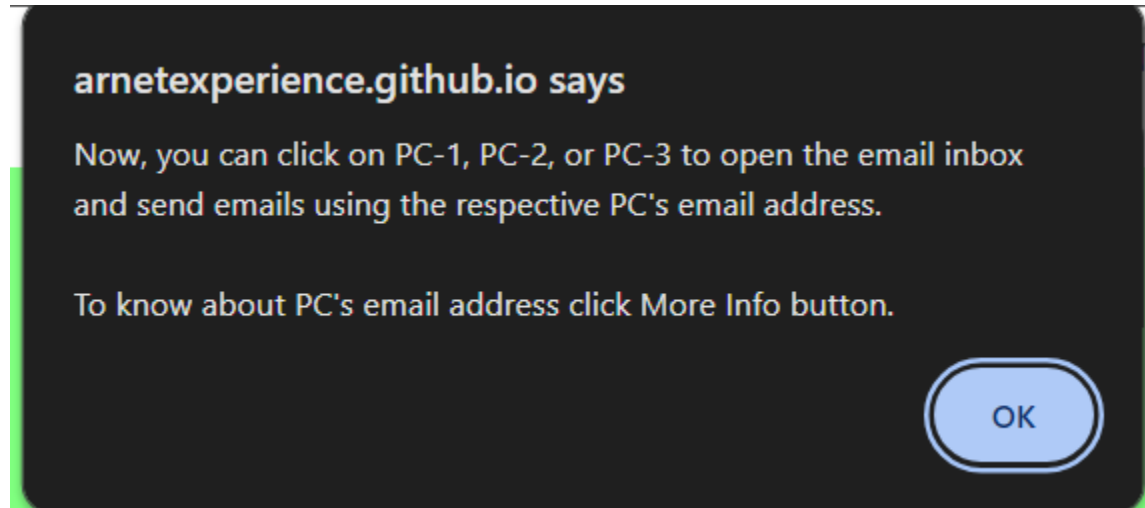 arnetexperience.github.io says
Now, you can click on PC-1, PC-2, or PC-3 to open the email inbox
and send emails using the respective PC's email address.
To know about PC's email address click More Info button.
OK